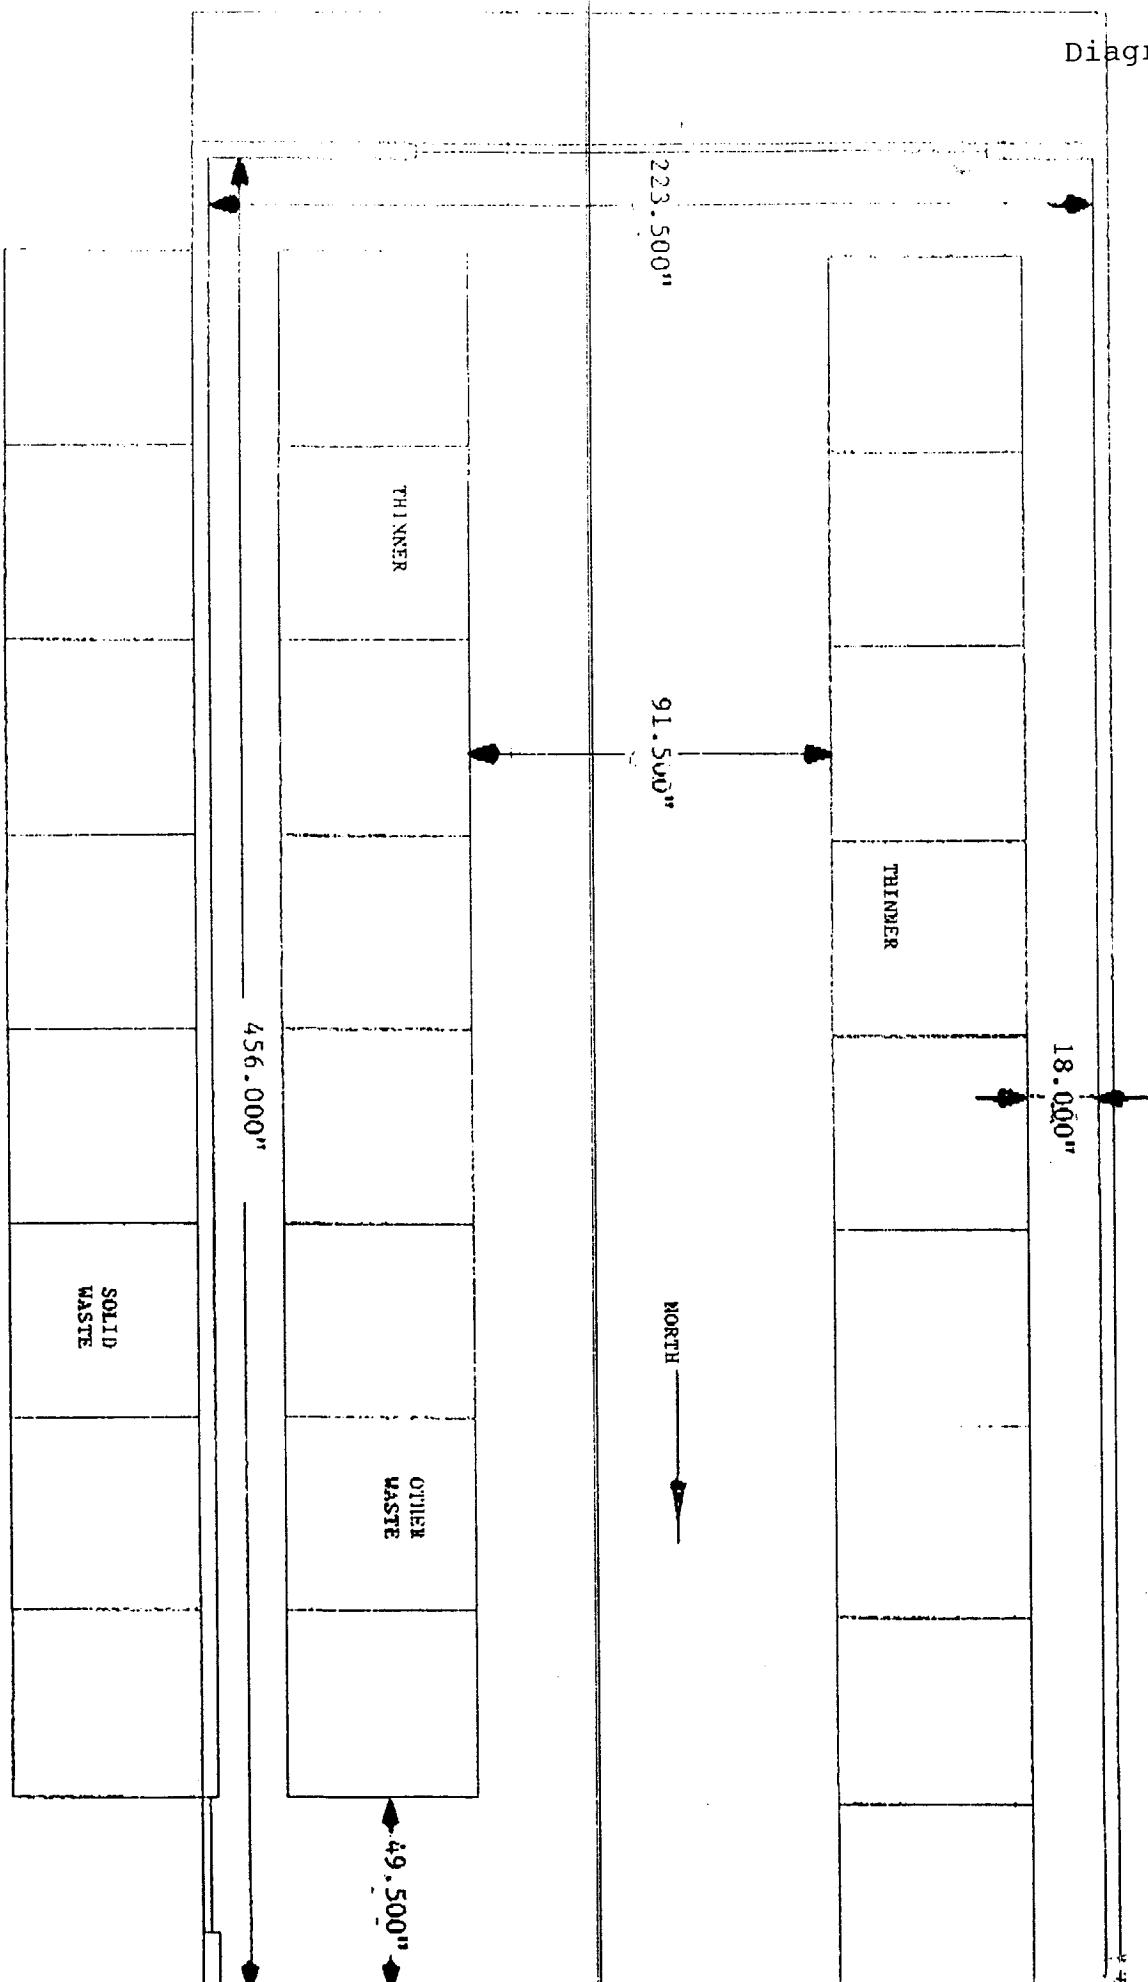 Diagr
223.500"
THINNER
91.500"
THINNER
18.000"
456.000"
SOLID
WASTE
NORTH
OTHER
WASTE
49.500"